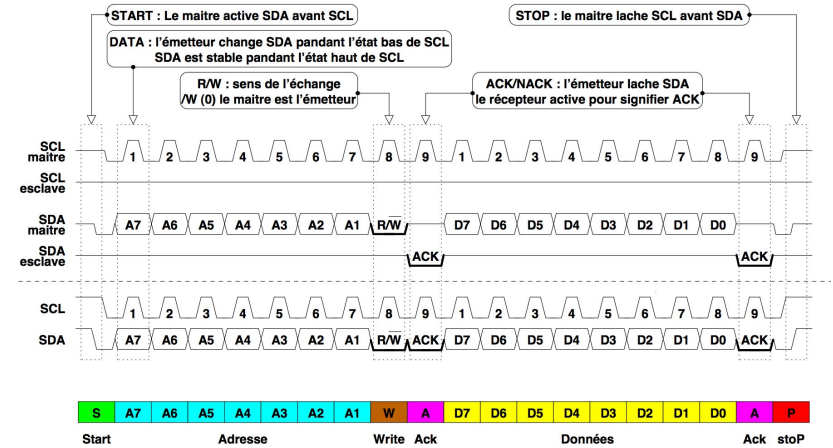 START : Le maitre active SDA avant SCL
STOP : le maitre lache SCL avant SDA
DATA : l'émetteur change SDA pandant l'état bas de SCL
SDA est stable pandant l'état haut de SCL
R/W : sens de l'échange
/W (0) le maitre est l'émetteur
ACK/NACK : l'émetteur lache SDA
le récepteur active pour signifier ACK
SCL
maitre
1 2 3 4 5 6 7 8 9 1 2 3 4 5 6 7 8 9
SCL
esclave
SDA
maitre
A7 A6 A5 A4 A3 A2 A1 R/W D7 D6 D5 D4 D3 D2 D1 D0
SDA
esclave
ACK ACK
SCL 1 2 3 4 5 6 7 8 9 1 2 3 4 5 6 7 8 9
SDA A7 A6 A5 A4 A3 A2 A1 R/W ACK D7 D6 D5 D4 D3 D2 D1 D0 ACK
S A7 A6 A5 A4 A3 A2 A1 W A D7 D6 D5 D4 D3 D2 D1 D0 A P
Start Adresse Write Ack Données Ack stoP